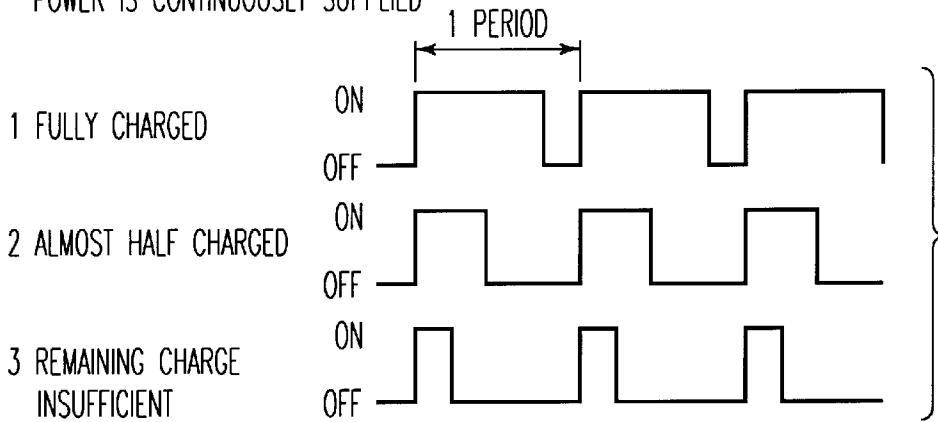 POWER IS CONTINUOUSLY SUPPLIED
1 PERIOD
1 FULLY CHARGED
ON
OFF
2 ALMOST HALF CHARGED
ON
OFF
3 REMAINING CHARGE
INSUFFICIENT
ON
OFF